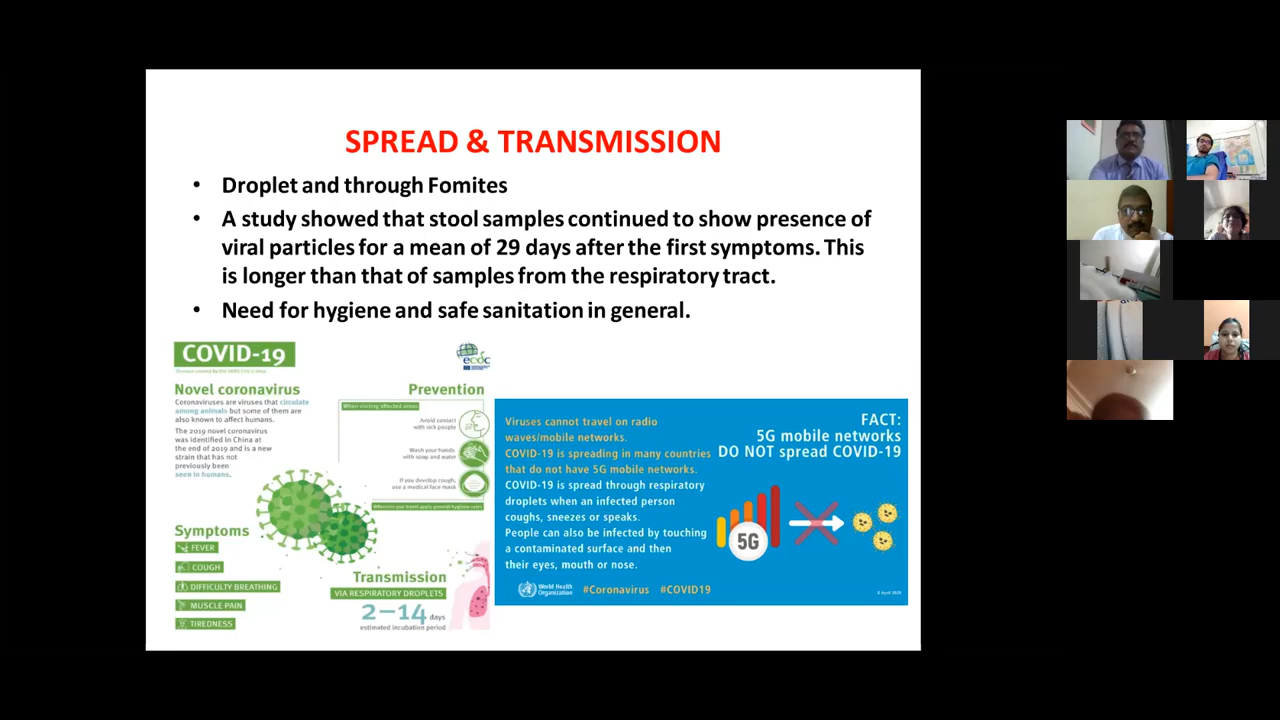 SPREAD & TRANSMISSION
• Droplet and through Fomites
• A study showed that stool samples continued to show presence of
viral particles for a mean of 29 days after the first symptoms. This
is longer than that of samples from the respiratory tract.
• Need for hygiene and safe sanitation in general.
COVID-19
ecdc
Novel coronavirus
Coronaviruses are viruses that circulate
among animals but some of them are
also known to affect humans.
The 2019 novel coronavirus
was identified in China at
the end of 2019 and is a new
strain that has not
previously been
seen in humans.
Prevention
When visiting affected areas
Avoid contact
with sick people
Wash your hands
with soap and water
If you develop cough,
use a medical face mask
Symptoms
FEVER
COUGH
DIFFICULTY BREATHING
MUSCLE PAIN
TIREDNESS
Transmission
VIA RESPIRATORY DROPLETS
2–14 days
estimated incubation period
Viruses cannot travel on radio
waves/mobile networks.
COVID-19 is spreading in many countries
that do not have 5G mobile networks.
COVID-19 is spread through respiratory
droplets when an infected person
coughs, sneezes or speaks.
People can also be infected by touching
a contaminated surface and then
their eyes, mouth or nose.
FACT:
5G mobile networks
DO NOT spread COVID-19
5G
World Health
Organization
#Coronavirus #COVID19